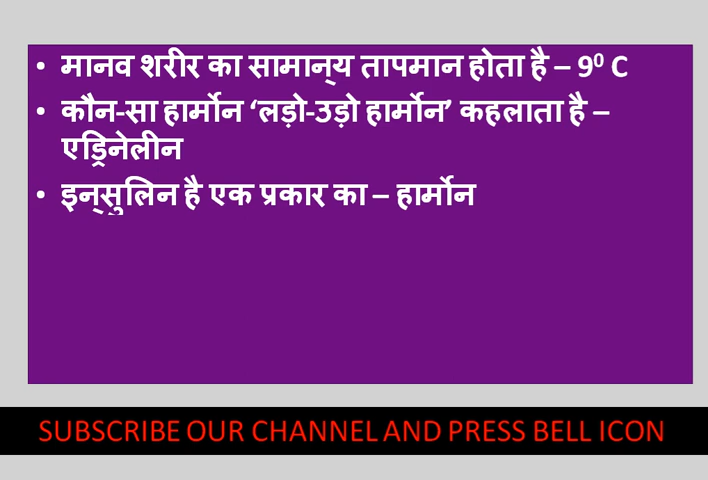 • मानव शरीर का सामान्य तापमान होता है – 9⁰ C
• कौन-सा हार्मोन ‘लड़ो-उड़ो हार्मोन’ कहलाता है –
एड्रिनेलीन
• इन्सुलिन है एक प्रकार का – हार्मोन
SUBSCRIBE OUR CHANNEL AND PRESS BELL ICON